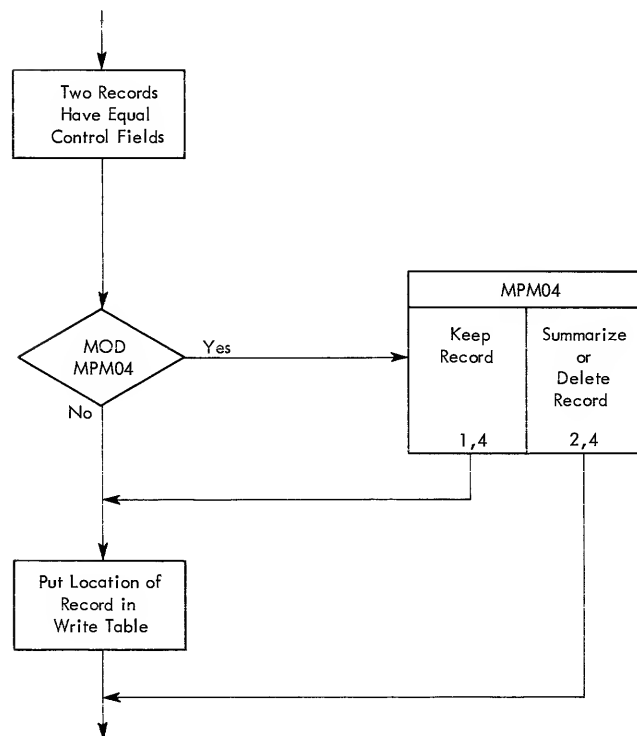 Two Records
Have Equal
Control Fields
MOD
MPM04
Yes
No
MPM04
Keep
Record
1,4
Summarize
or
Delete
Record
2,4
Put Location of
Record in
Write Table